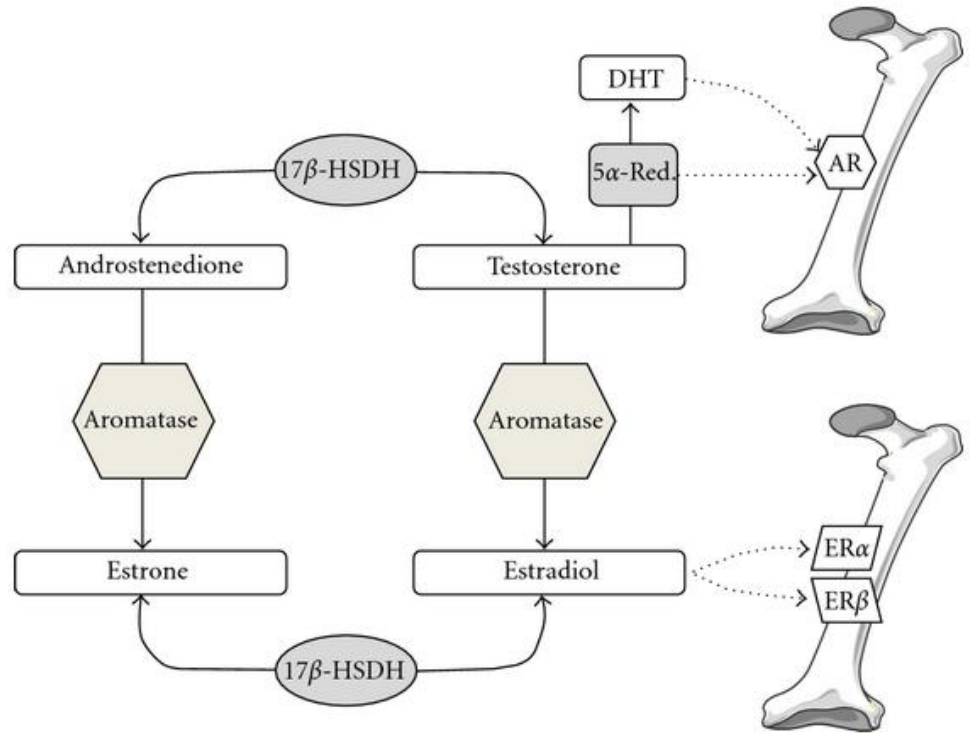 DHT
17β-HSDH
5α-Red.
AR
Androstenedione
Testosterone
Aromatase
Aromatase
ERα
Estrone
Estradiol
ERβ
17β-HSDH